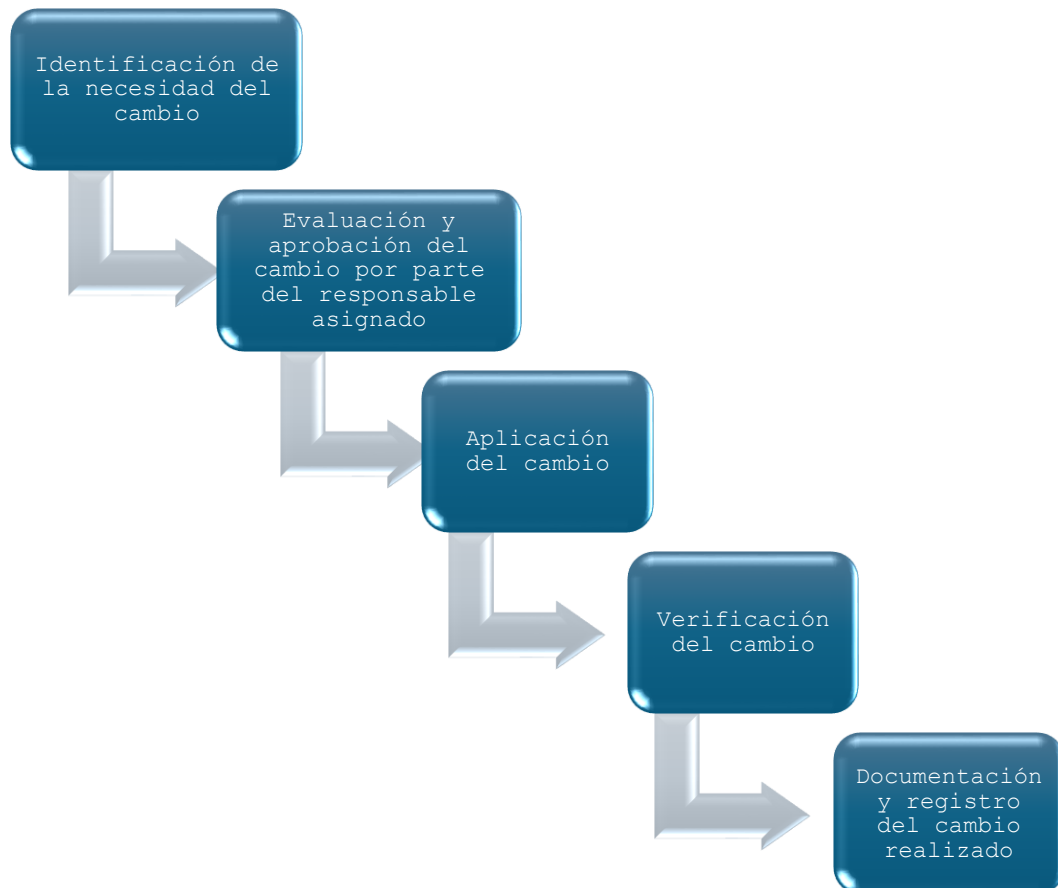 Identificación de
la necesidad del
cambio
Evaluación y
aprobación del
cambio por parte
del responsable
asignado
Aplicación
del cambio
Verificación
del cambio
Documentación
y registro
del cambio
realizado